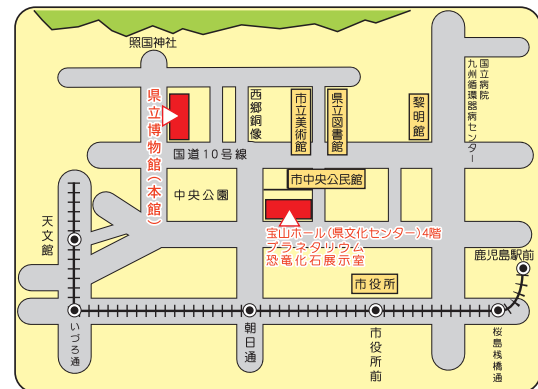 照国神社
国立病院
九州循環器病センター
県立博物館(本館)
西郷銅像
市立美術館
県立図書館
黎明館
国道10号線
市中央公民館
中央公園
宝山ホール(県文化センター)4階
プラネタリウム
恐竜化石展示室
天文館
鹿児島駅前
市役所
いづろ通
朝日通
市役所前
桜島桟橋通